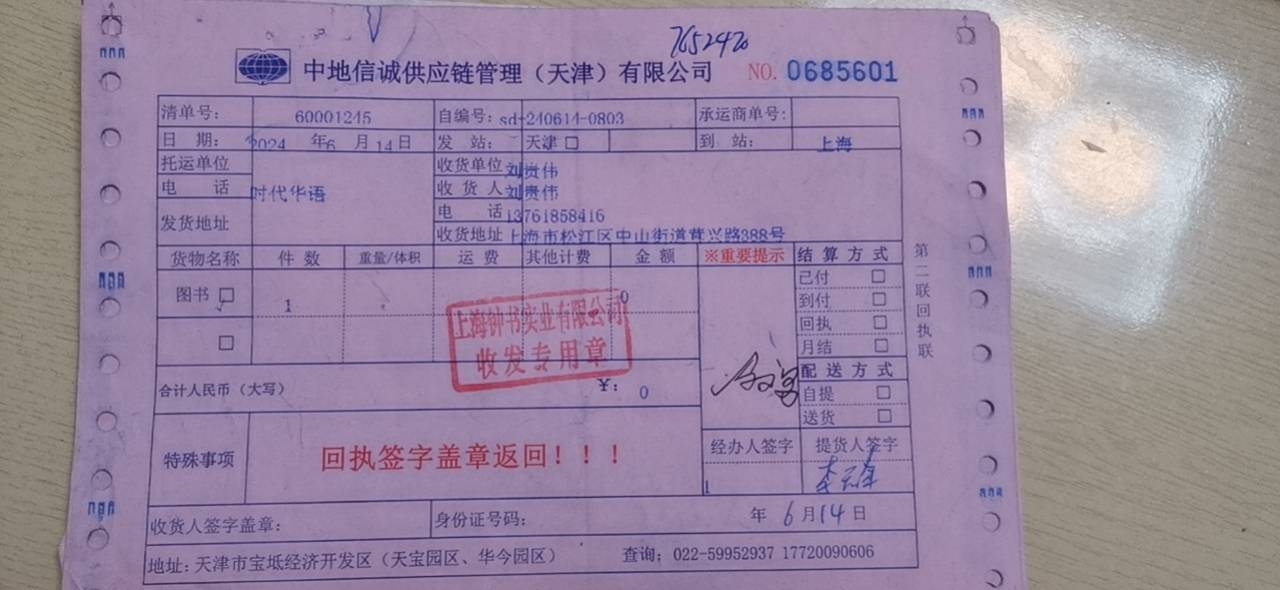 7652420
中地信诚供应链管理（天津）有限公司 NO. 0685601
清单号： 60001245 自编号： sd-240614-0803 承运商单号：
日 期： 2024 年 6 月 14 日 发 站： 天津 □ 到 站： 上海
托运单位 时代华语 收货单位 刘贵伟
电 话 收 货 人 刘贵伟
发货地址 电 话 13761858416
收货地址 上海市松江区中山街道茸兴路388号
货物名称 件 数 重量/体积 运 费 其他计费 金 额 ※重要提示 结 算 方 式
图书 □ 1 0 已付 □
到付 □
□ 回执 □
月结 □
上海钟书实业有限公司
收发专用章
合计人民币（大写） ¥： 0 配 送 方 式
自提 □
送货 □
特殊事项 回执签字盖章返回！！！ 经办人签字 提货人签字
收货人签字盖章： 身份证号码： 年 6 月 14 日
地址：天津市宝坻经济开发区（天宝园区、华今园区） 查询：022-59952937 17720090606
第二联回执联